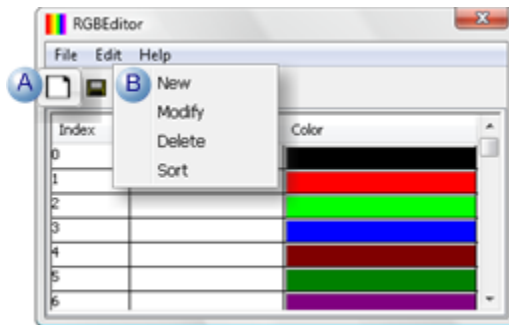 RGBEditor
x
File Edit Help
A
B New
Modify
Delete
Sort
Index Color
0
1
2
3
4
5
6